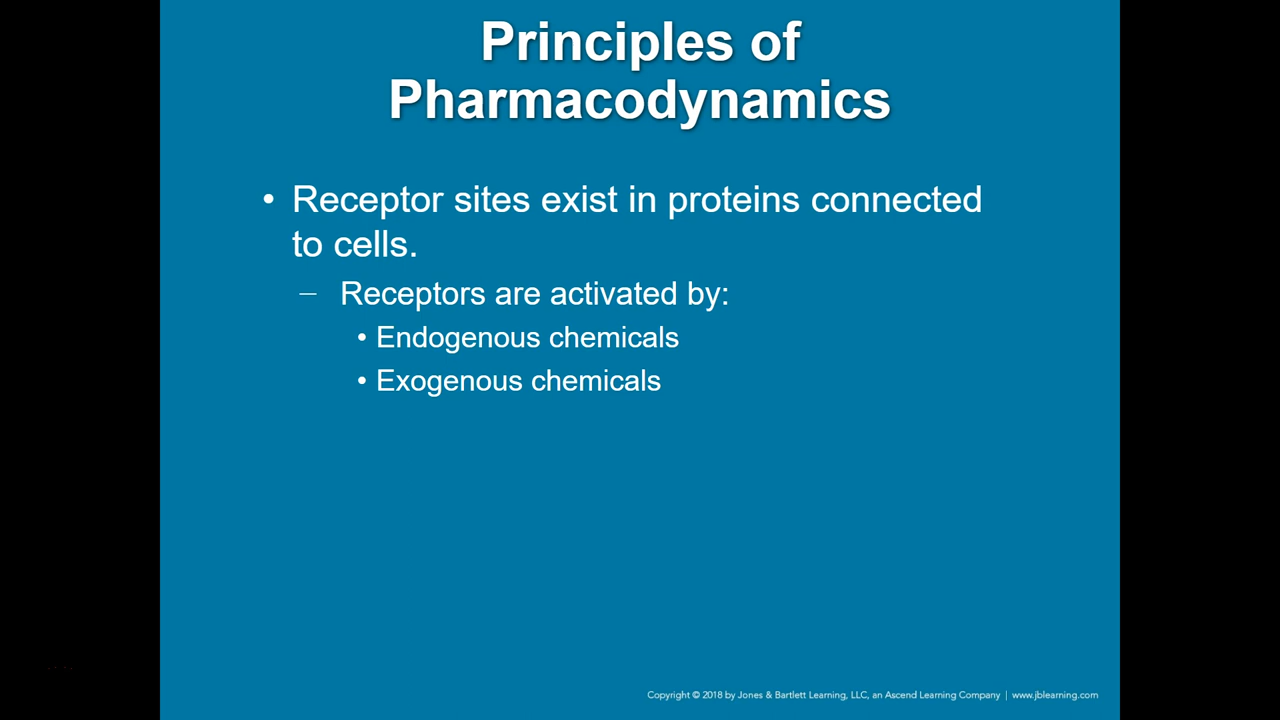 Principles of
Pharmacodynamics
• Receptor sites exist in proteins connected
to cells.
– Receptors are activated by:
• Endogenous chemicals
• Exogenous chemicals
Copyright © 2018 by Jones & Bartlett Learning, LLC, an Ascend Learning Company | www.jblearning.com